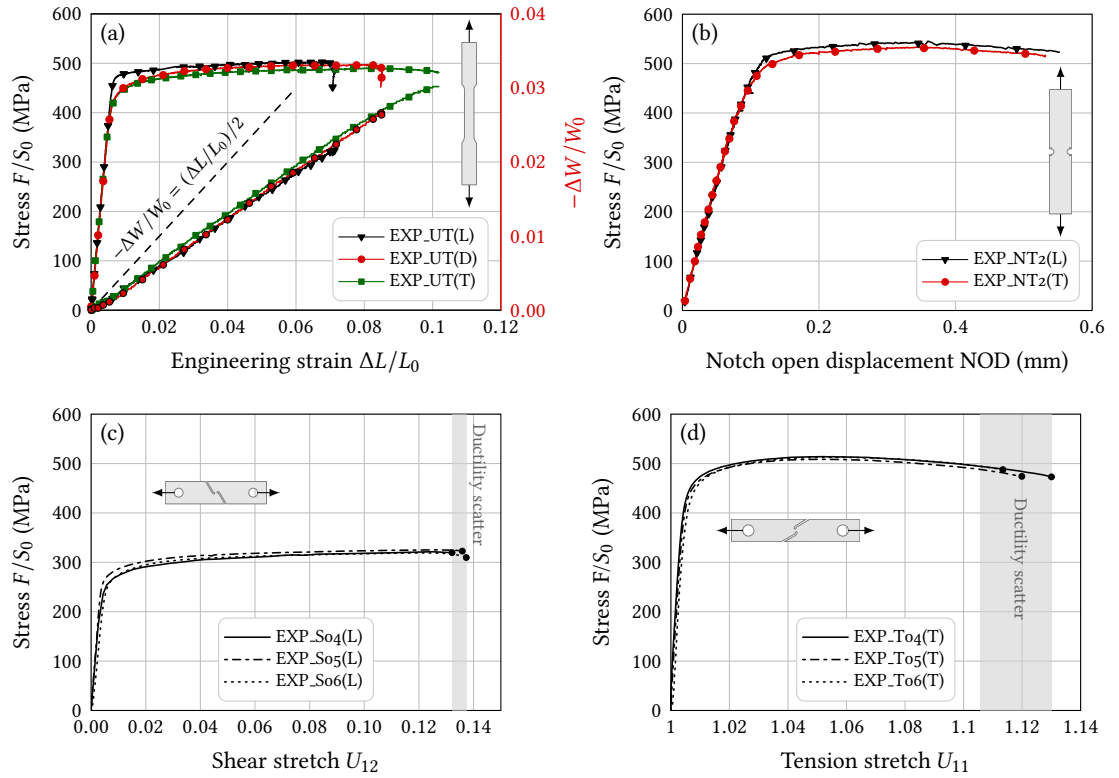 (a)
600
500
400
300
200
100
0
Stress F/S0 (MPa)
0.00 0.02 0.04 0.06 0.08 0.10 0.12
Engineering strain ΔL/L0
0.04
0.03
0.02
0.01
0.00
−ΔW/W0
−ΔW/W0 = (ΔL/L0)/2
EXP_UT(L)
EXP_UT(D)
EXP_UT(T)
(b)
600
500
400
300
200
100
0
Stress F/S0 (MPa)
0 0.2 0.4 0.6
Notch open displacement NOD (mm)
EXP_NT2(L)
EXP_NT2(T)
(c)
600
500
400
300
200
100
0
Stress F/S0 (MPa)
0.00 0.02 0.04 0.06 0.08 0.10 0.12 0.14
Shear stretch U12
Ductility scatter
EXP_S04(L)
EXP_S05(L)
EXP_S06(L)
(d)
600
500
400
300
200
100
0
Stress F/S0 (MPa)
1 1.02 1.04 1.06 1.08 1.1 1.12 1.14
Tension stretch U11
Ductility scatter
EXP_T04(T)
EXP_T05(T)
EXP_T06(T)